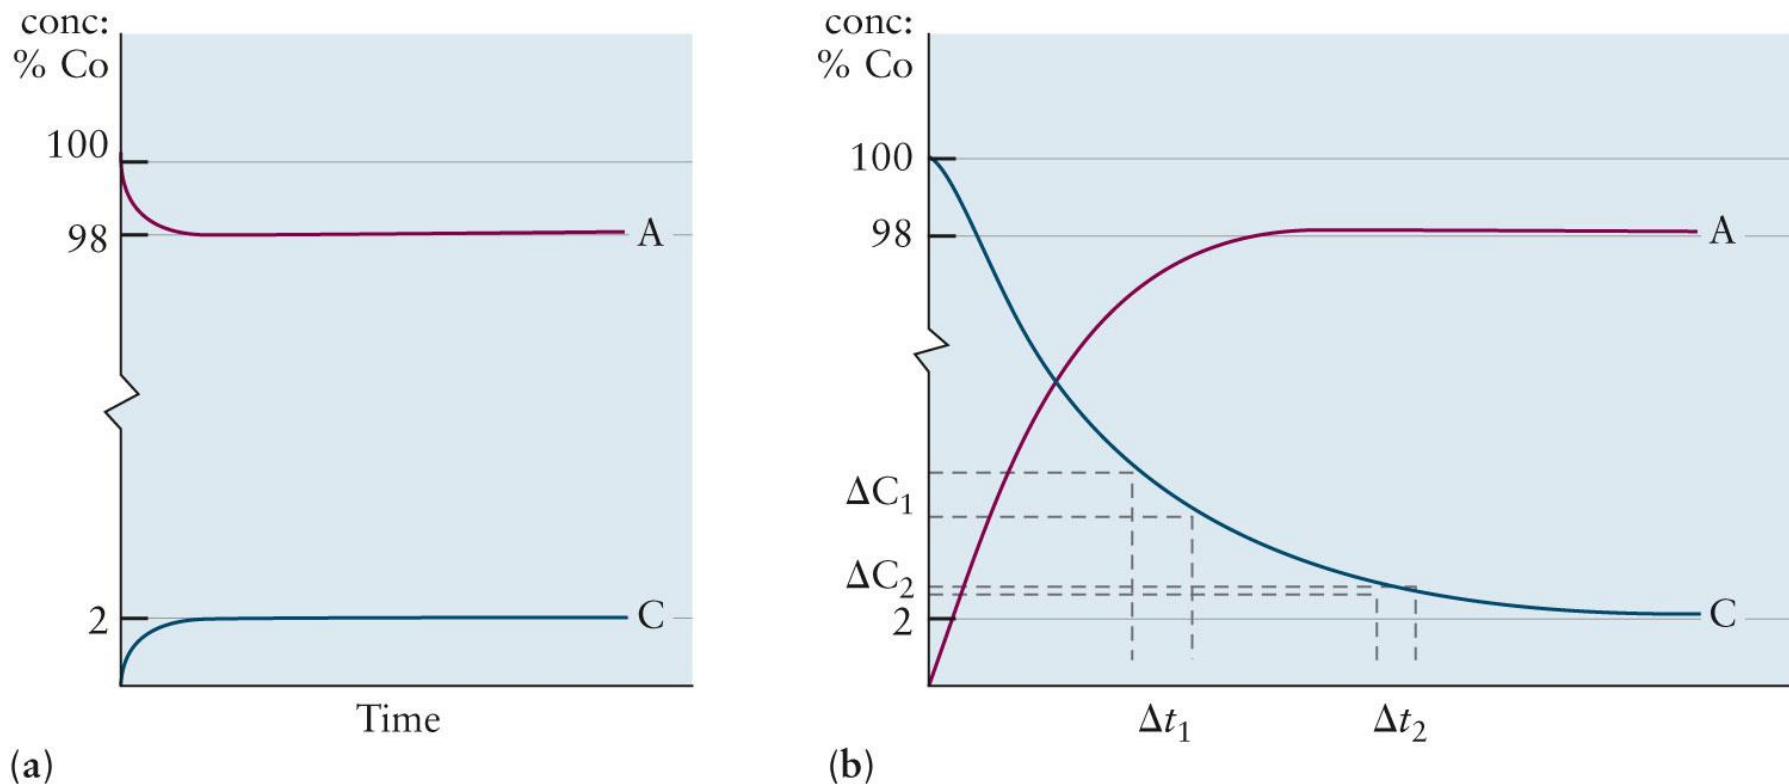 conc:
% Co
100
98
A
2
C
Time
(a)
conc:
% Co
100
98
A
ΔC₁
ΔC₂
2
C
Δt₁
Δt₂
(b)